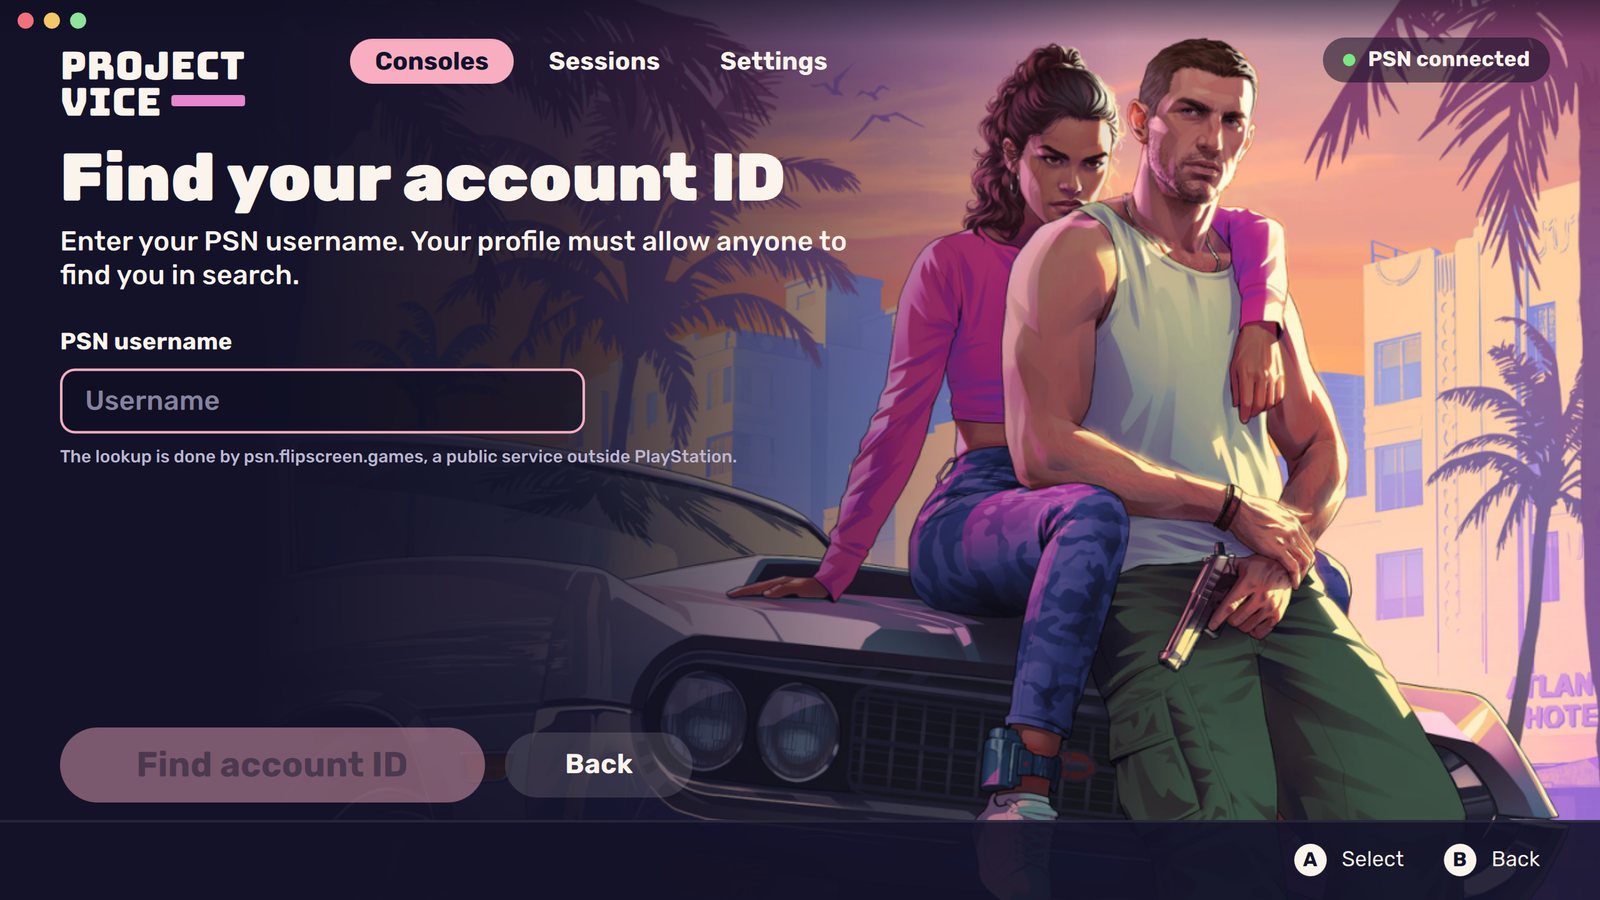 PROJECT
VICE
Consoles
Sessions
Settings
PSN connected
Find your account ID
Enter your PSN username. Your profile must allow anyone to
find you in search.
PSN username
Username
The lookup is done by psn.flipscreen.games, a public service outside PlayStation.
Find account ID
Back
HOTE
A Select
B Back